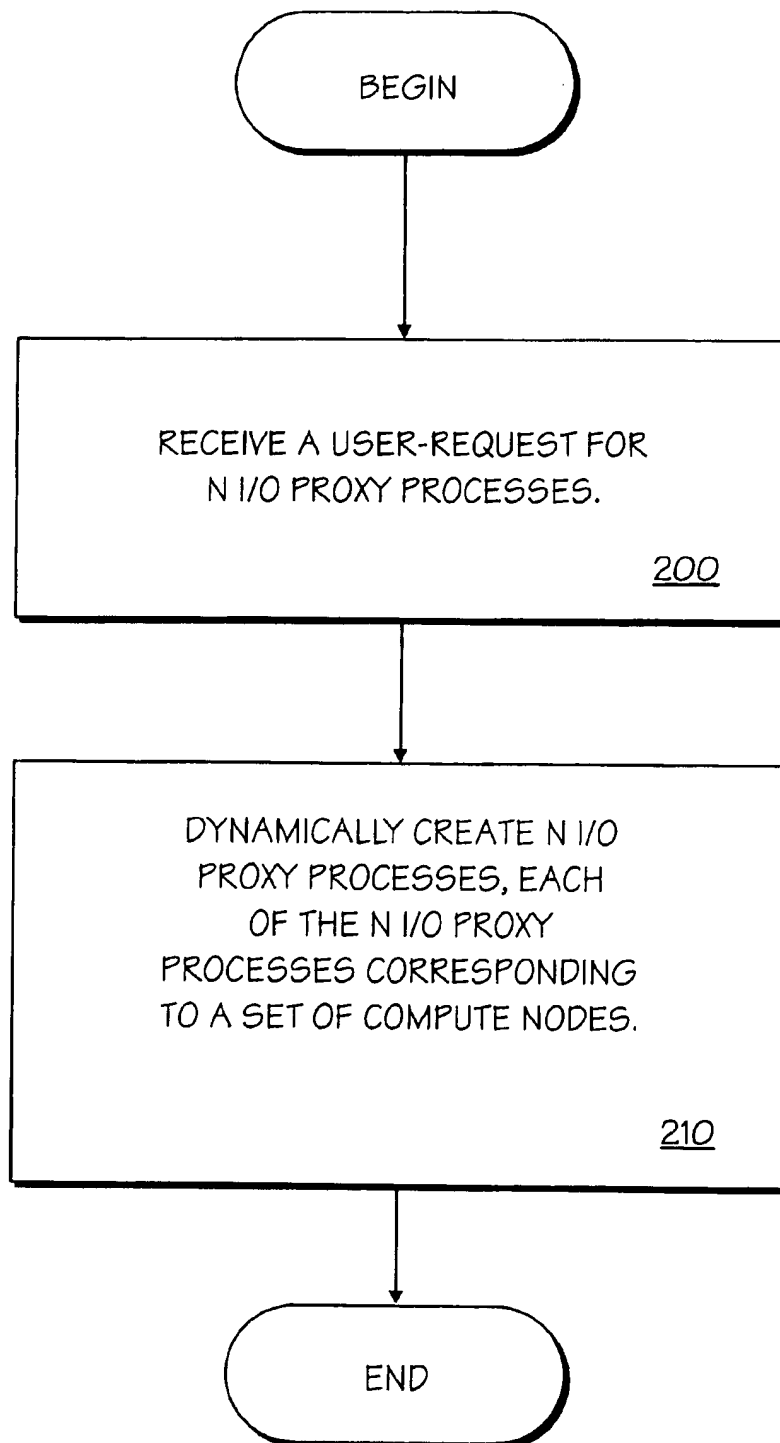 BEGIN
RECEIVE A USER-REQUEST FOR
N I/O PROXY PROCESSES.
200
DYNAMICALLY CREATE N I/O
PROXY PROCESSES, EACH
OF THE N I/O PROXY
PROCESSES CORRESPONDING
TO A SET OF COMPUTE NODES.
210
END